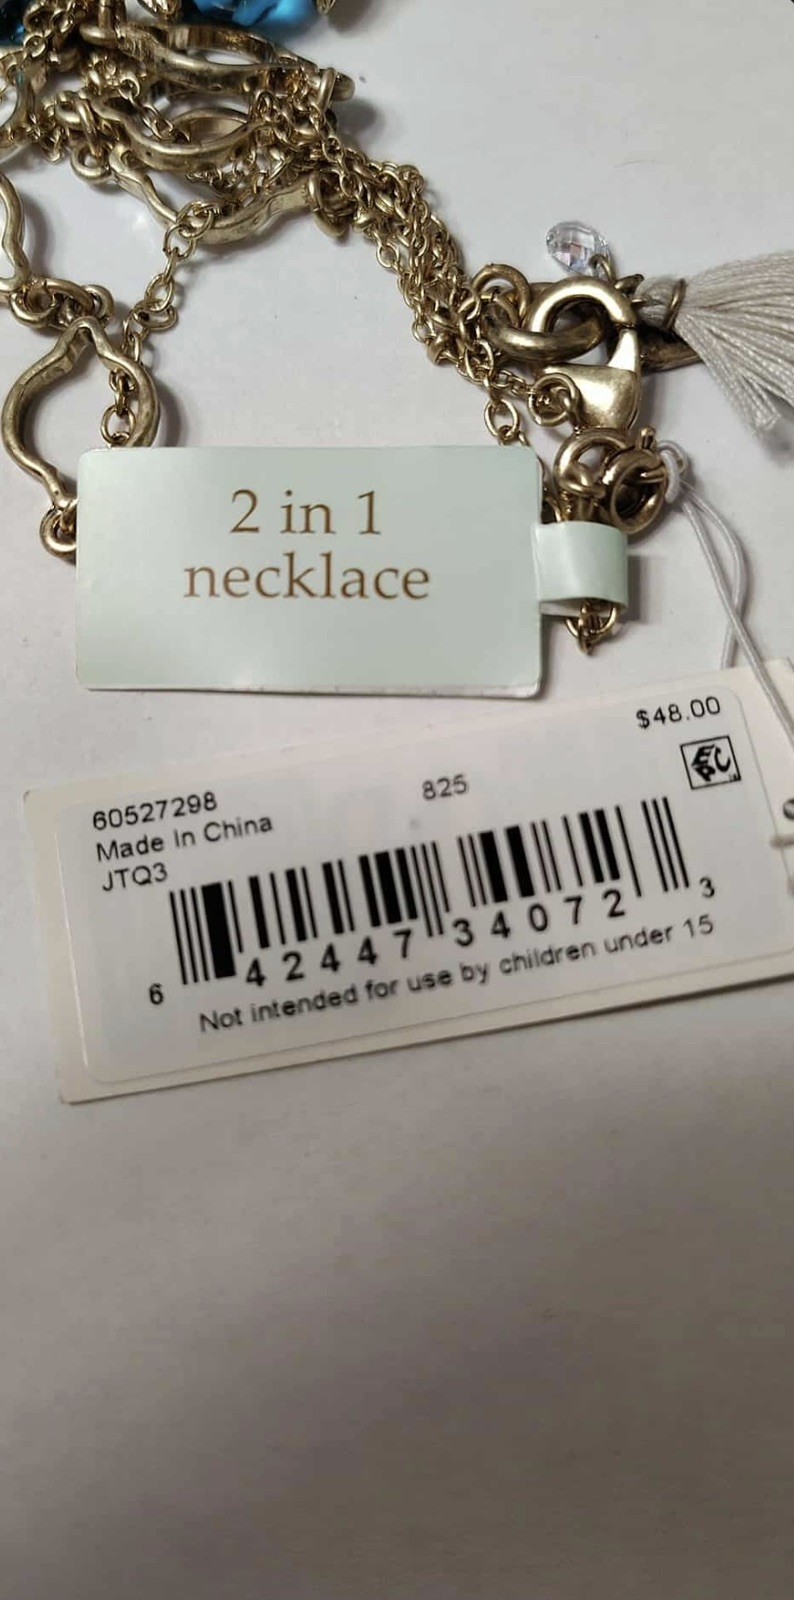 2 in 1
necklace
$48.00
60527298
825
Made In China
JTQ3
6 42447 34072 3
Not intended for use by children under 15